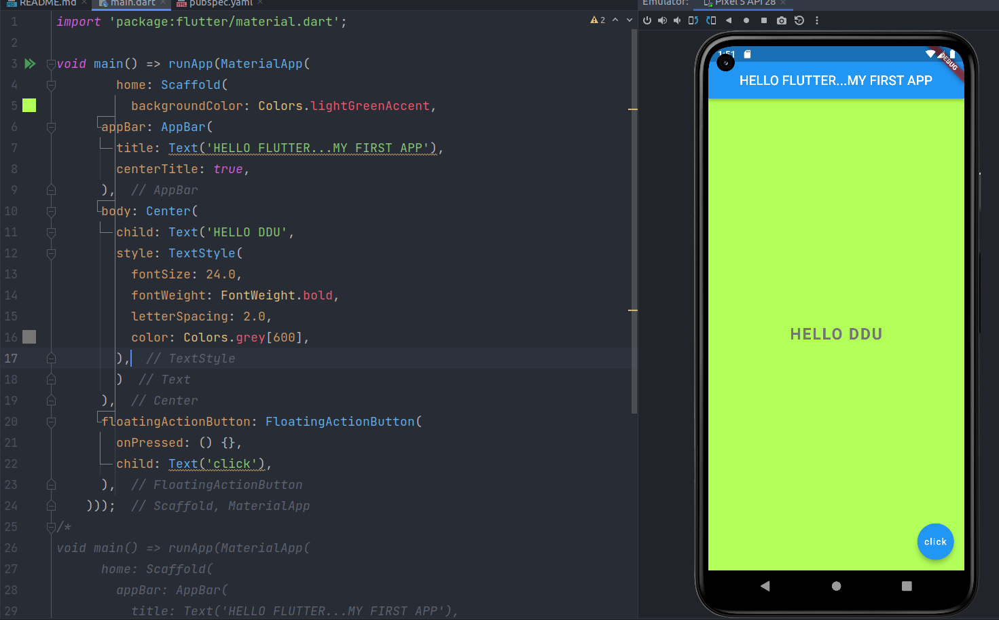 README.md
main.dart
pubspec.yaml
Emulator:
Pixel 5 API 28
1 import 'package:flutter/material.dart';
2
2
3 void main() => runApp(MaterialApp(
4 home: Scaffold(
5 backgroundColor: Colors.lightGreenAccent,
6 appBar: AppBar(
7 title: Text('HELLO FLUTTER...MY FIRST APP'),
8 centerTitle: true,
9 ), // AppBar
10 body: Center(
11 child: Text('HELLO DDU',
12 style: TextStyle(
13 fontSize: 24.0,
14 fontWeight: FontWeight.bold,
15 letterSpacing: 2.0,
16 color: Colors.grey[600],
17 ), // TextStyle
18 ) // Text
19 ), // Center
20 floatingActionButton: FloatingActionButton(
21 onPressed: () {},
22 child: Text('click'),
23 ), // FloatingActionButton
24 ))); // Scaffold, MaterialApp
25 /*
26 void main() => runApp(MaterialApp(
27 home: Scaffold(
28 appBar: AppBar(
29 title: Text('HELLO FLUTTER...MY FIRST APP'),
1:51
DEBUG
HELLO FLUTTER...MY FIRST APP
HELLO DDU
click